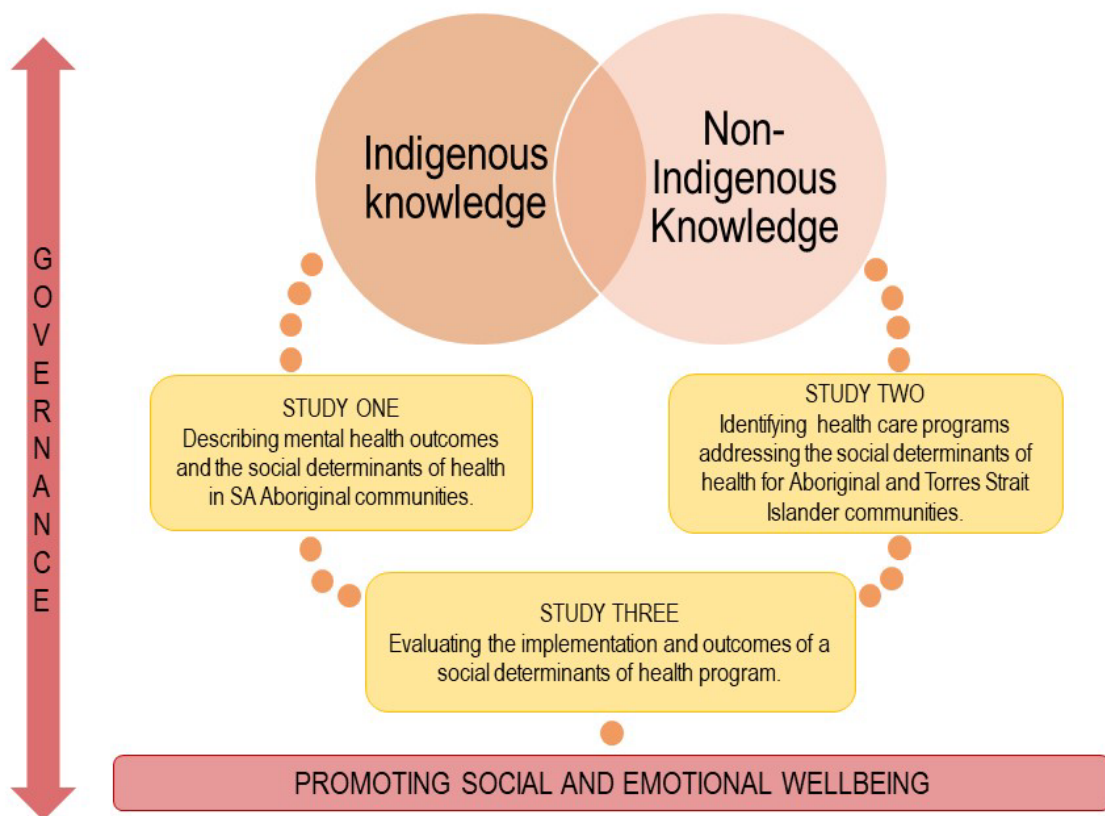 GOVERNANCE
Indigenous
knowledge
Non-
Indigenous
Knowledge
STUDY ONE
Describing mental health outcomes
and the social determinants of health
in SA Aboriginal communities.
STUDY TWO
Identifying health care programs
addressing the social determinants of
health for Aboriginal and Torres Strait
Islander communities.
STUDY THREE
Evaluating the implementation and outcomes of a
social determinants of health program.
PROMOTING SOCIAL AND EMOTIONAL WELLBEING